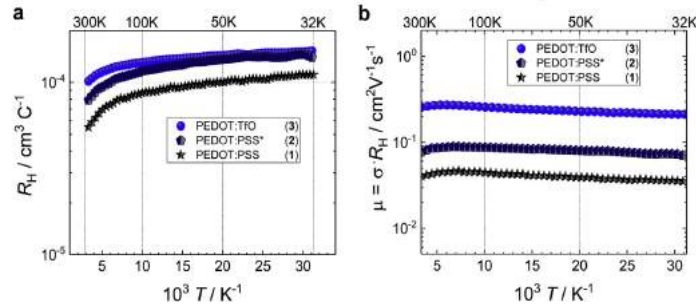 a
300K 100K 50K 32K
10⁻⁴
10⁻⁵
R_H / cm³ C⁻¹
PEDOT:TfO (3)
PEDOT:PSS* (2)
PEDOT:PSS (1)
5 10 15 20 25 30
10³ T / K⁻¹
b
300K 100K 50K 32K
10⁰
10⁻¹
10⁻²
μ = σ·R_H / cm²V⁻¹s⁻¹
PEDOT:TfO (3)
PEDOT:PSS* (2)
PEDOT:PSS (1)
5 10 15 20 25 30
10³ T / K⁻¹